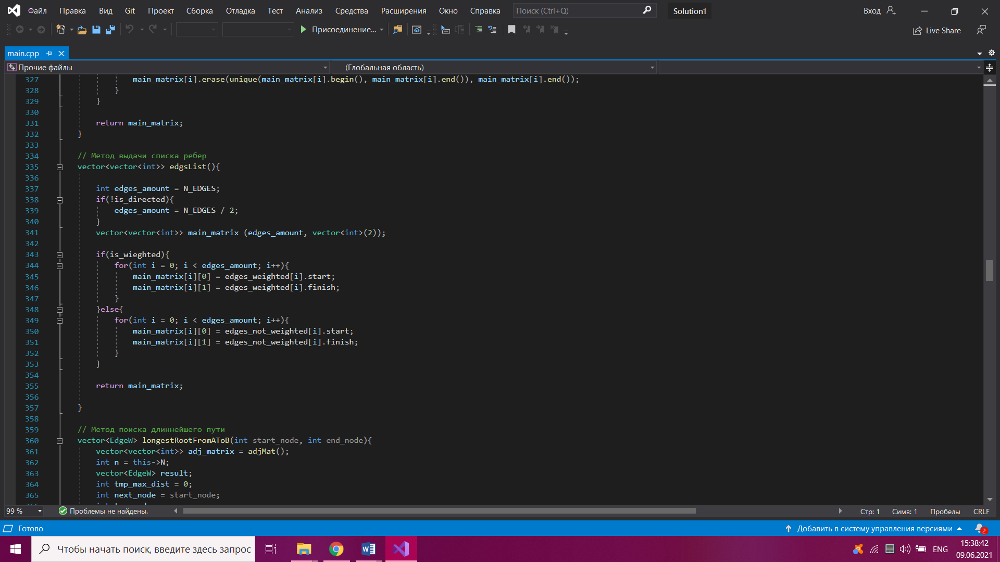 Файл Правка Вид Git Проект Сборка Отладка Тест Анализ Средства Расширения Окно Справка Поиск (Ctrl+Q) Solution1 Вход
Присоединение... Live Share
main.cpp
Прочие файлы (Глобальная область)
327 main_matrix[i].erase(unique(main_matrix[i].begin(), main_matrix[i].end()), main_matrix[i].end());
328 }
329 }
330
331 return main_matrix;
332 }
333
334 // Метод выдачи списка ребер
335 vector<vector<int>> edgsList(){
336
337 int edges_amount = N_EDGES;
338 if(!is_directed){
339 edges_amount = N_EDGES / 2;
340 }
341 vector<vector<int>> main_matrix (edges_amount, vector<int>(2));
342
343 if(is_wieghted){
344 for(int i = 0; i < edges_amount; i++){
345 main_matrix[i][0] = edges_weighted[i].start;
346 main_matrix[i][1] = edges_weighted[i].finish;
347 }
348 }else{
349 for(int i = 0; i < edges_amount; i++){
350 main_matrix[i][0] = edges_not_weighted[i].start;
351 main_matrix[i][1] = edges_not_weighted[i].finish;
352 }
353 }
354
355 return main_matrix;
356
357 }
358
359 // Метод поиска длиннейшего пути
360 vector<EdgeW> longestRootFromAToB(int start_node, int end_node){
361 vector<vector<int>> adj_matrix = adjMat();
362 int n = this->N;
363 vector<EdgeW> result;
364 int tmp_max_dist = 0;
365 int next_node = start_node;
99 % Проблемы не найдены. Стр: 1 Симв: 1 Пробелы CRLF
Готово Добавить в систему управления версиями 2
Чтобы начать поиск, введите здесь запрос ENG 15:38:42
09.06.2021